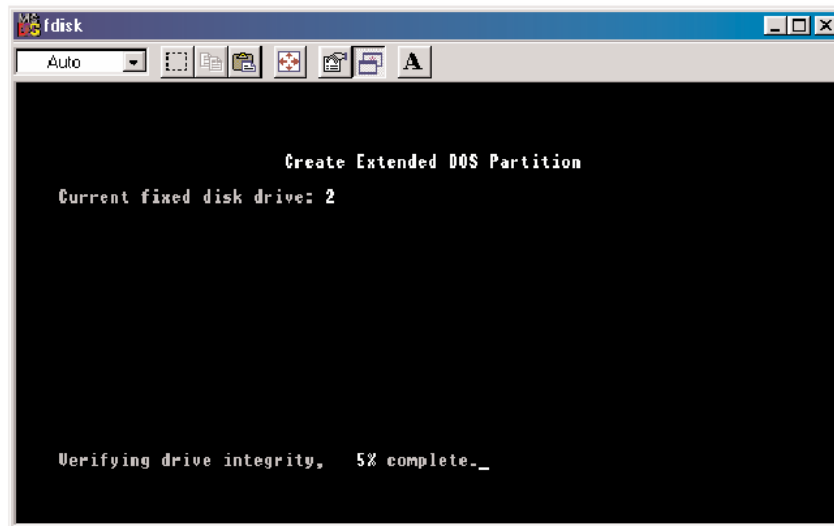 fdisk
Auto
A
Create Extended DOS Partition
Current fixed disk drive: 2
Verifying drive integrity, 5% complete._